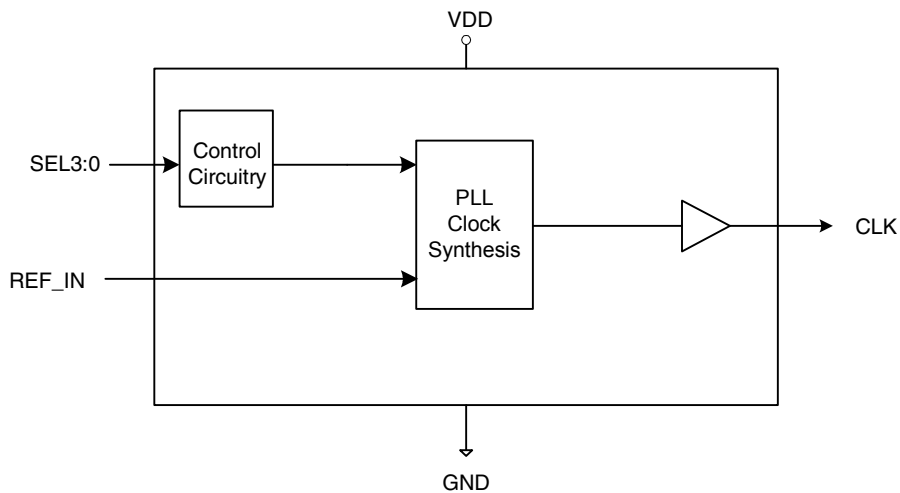 VDD
SEL3:0
Control
Circuitry
PLL
Clock
Synthesis
CLK
REF_IN
GND